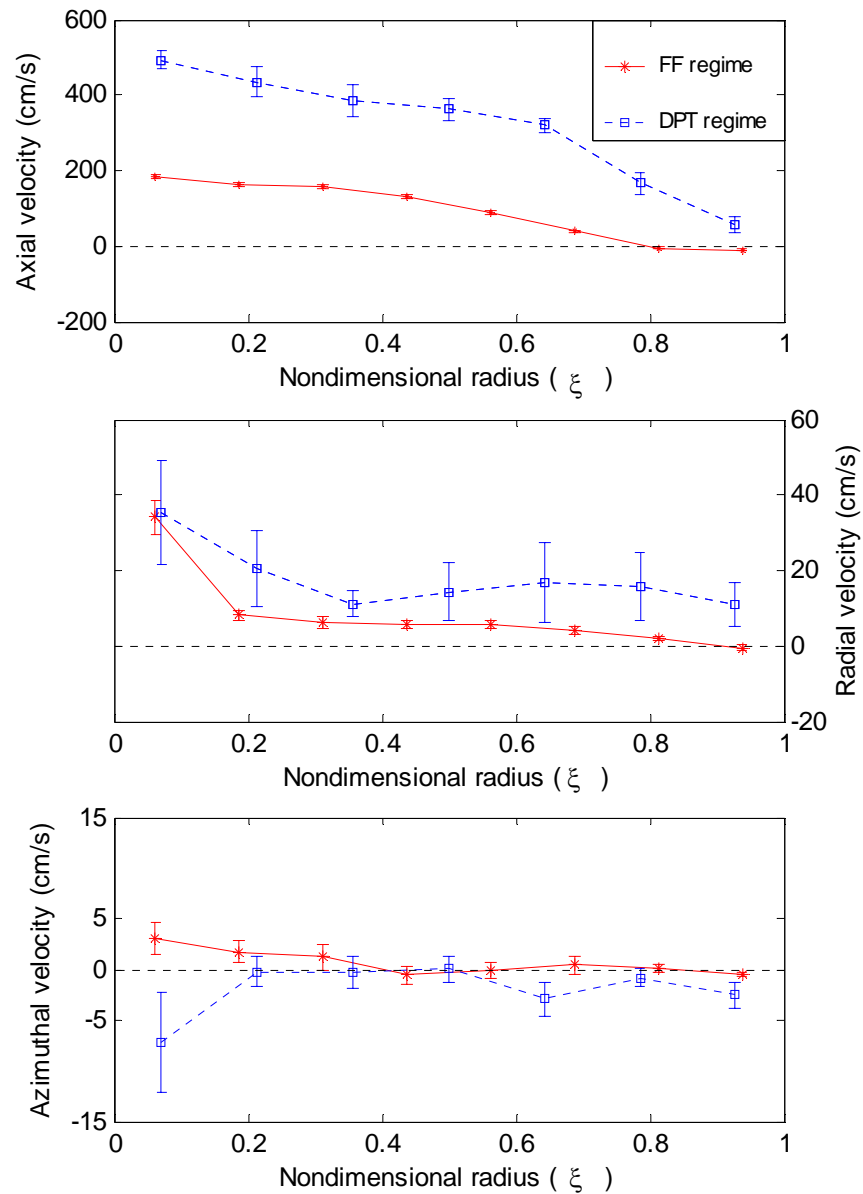 600
400
200
0
-200
Axial velocity (cm/s)
FF regime
DPT regime
0 0.2 0.4 0.6 0.8 1
Nondimensional radius ( ξ )
60
40
20
0
-20
Radial velocity (cm/s)
0 0.2 0.4 0.6 0.8 1
Nondimensional radius ( ξ )
15
5
0
-5
-15
Azimuthal velocity (cm/s)
0 0.2 0.4 0.6 0.8 1
Nondimensional radius ( ξ )